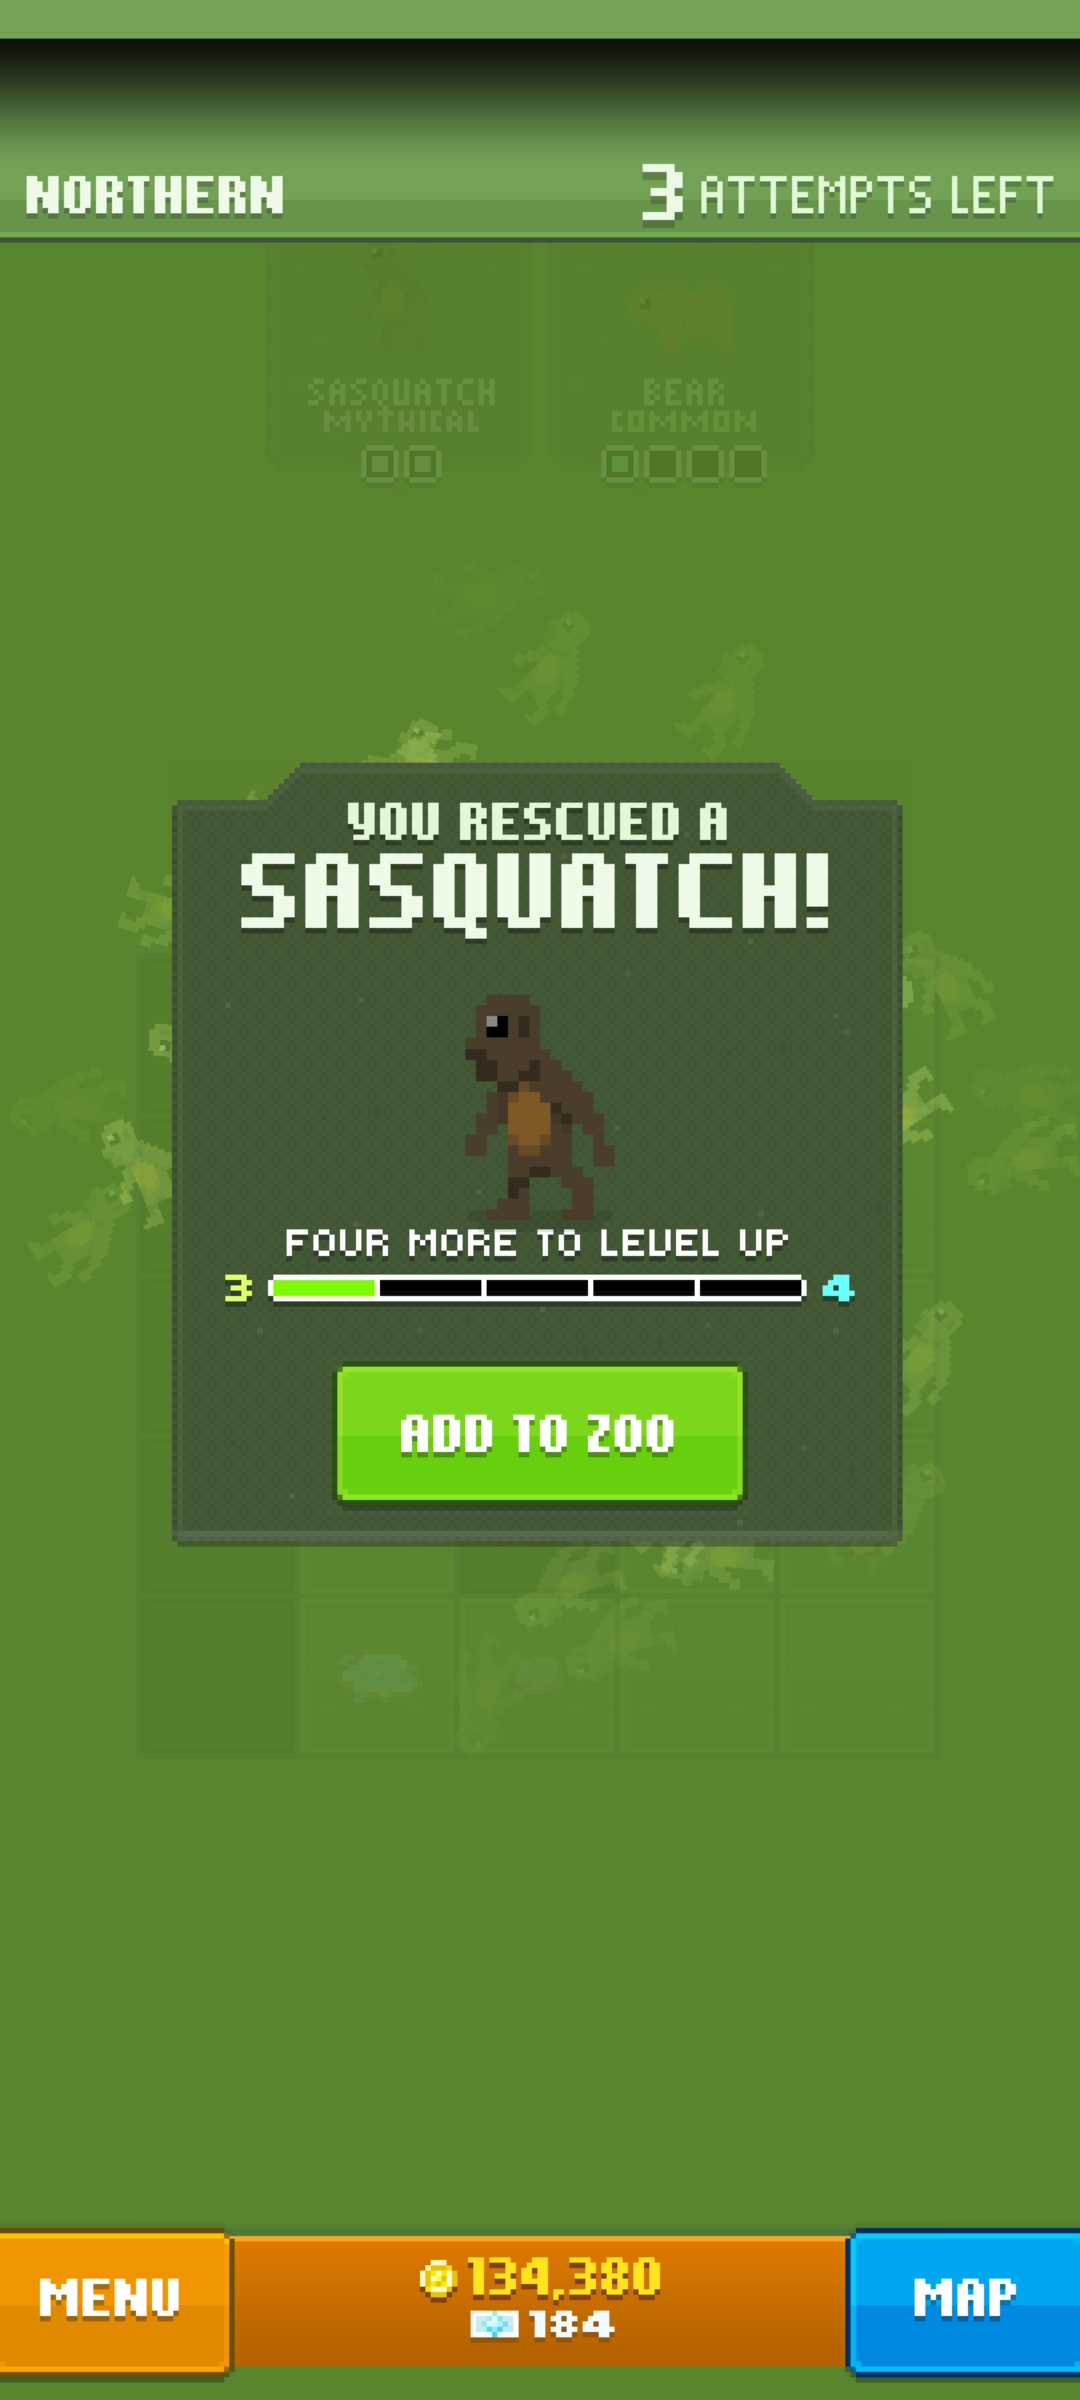 NORTHERN
3 ATTEMPTS LEFT
SASQUATCH
MYTHICAL
BEAR
COMMON
YOU RESCUED A
SASQUATCH!
FOUR MORE TO LEVEL UP
3
4
ADD TO ZOO
MENU
134,380
184
MAP